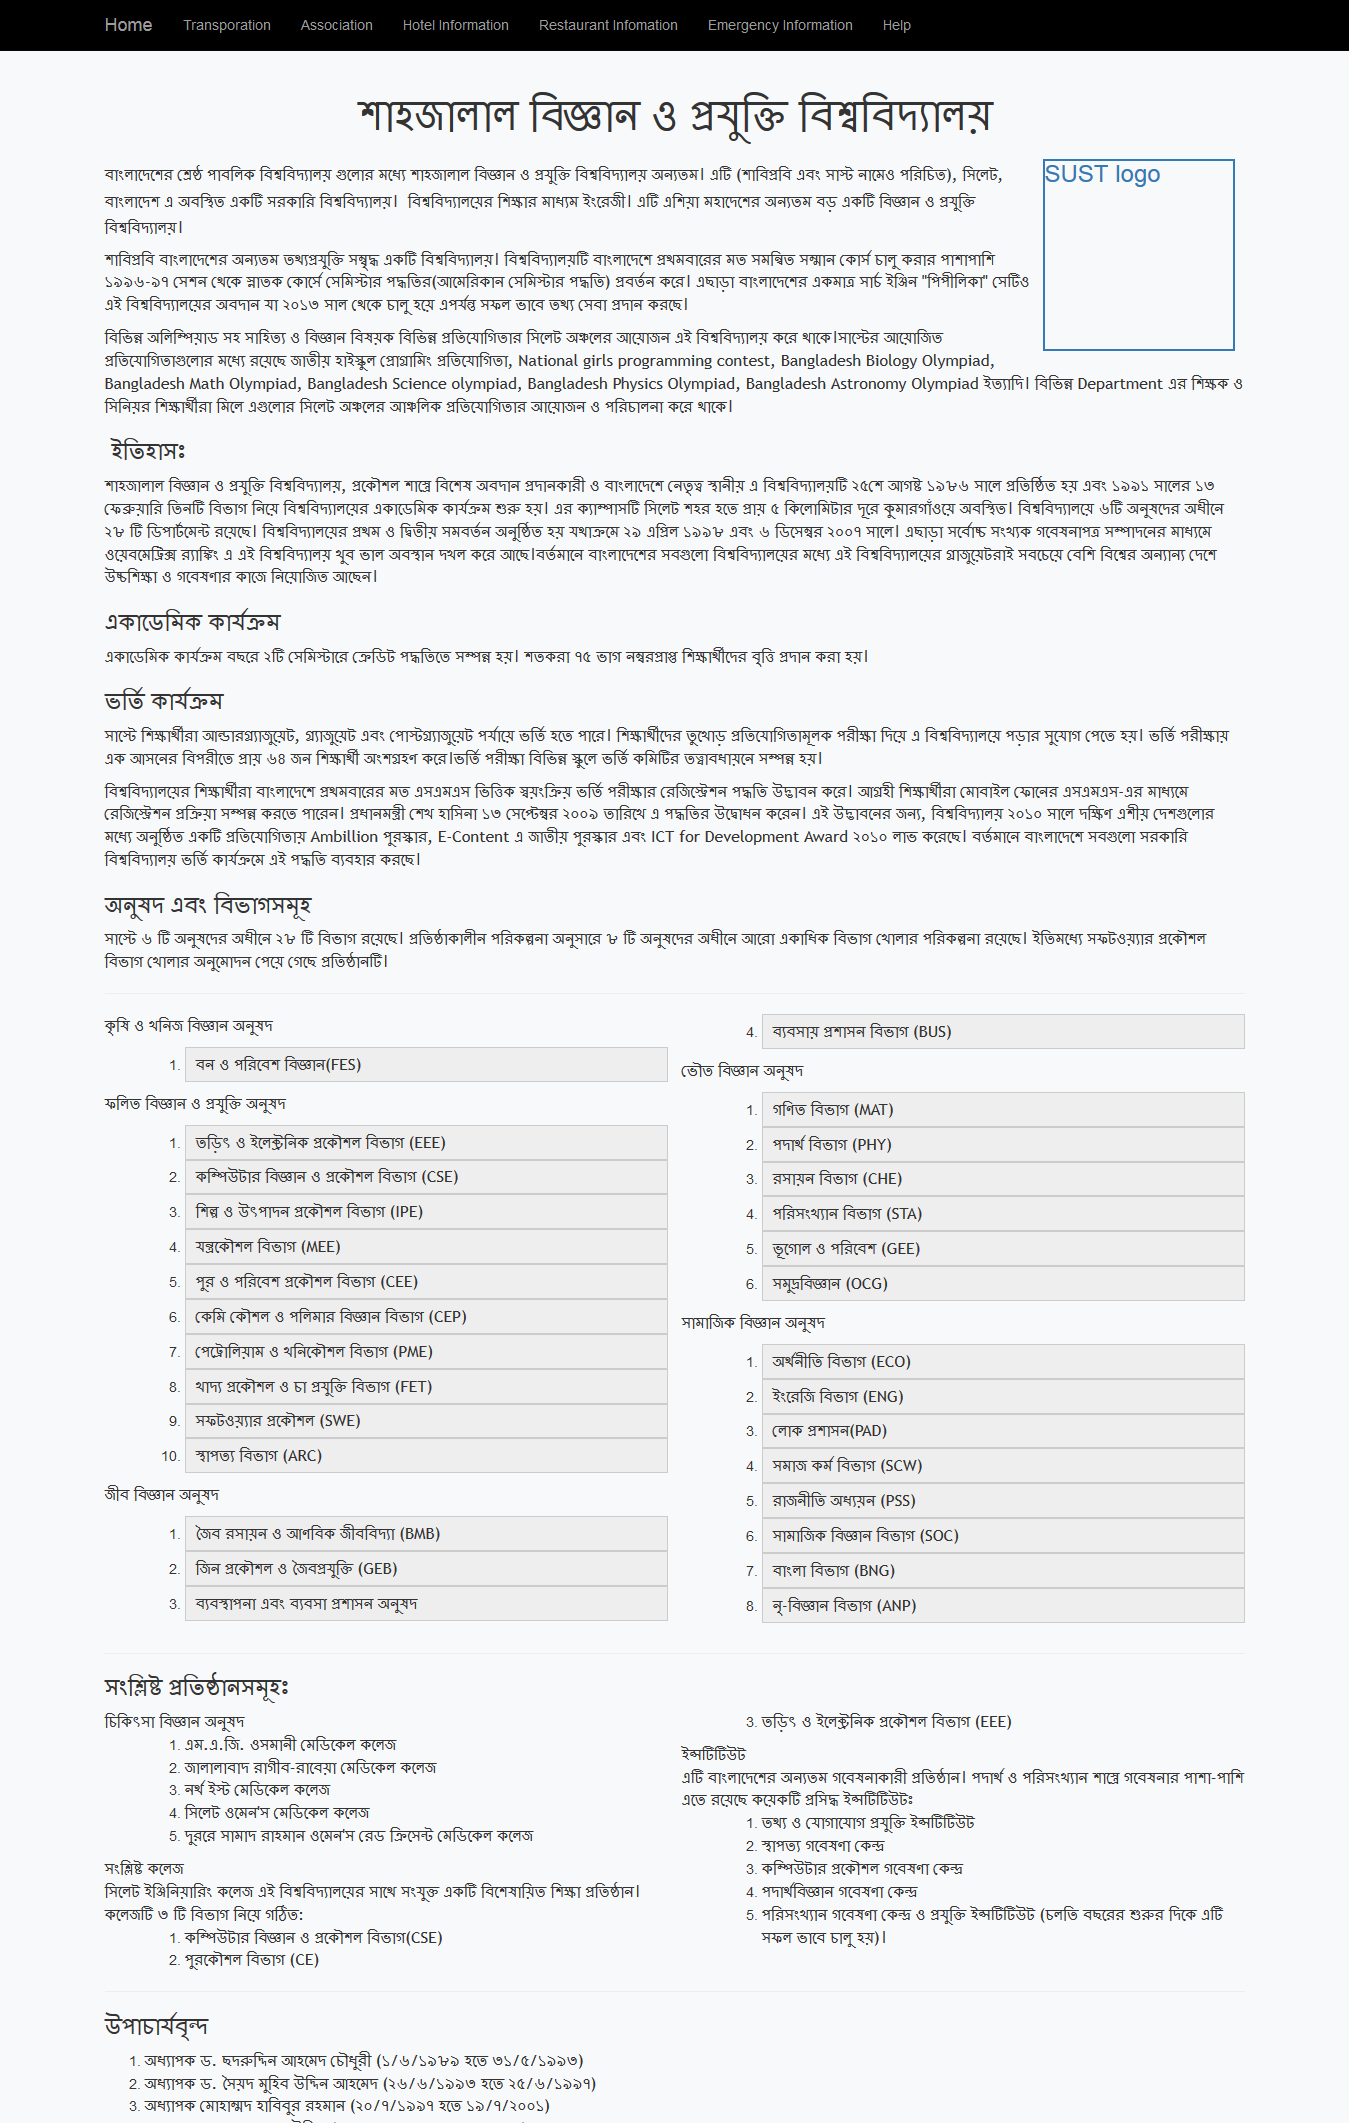 Home Transporation Association Hotel Information Restaurant Infomation Emergency Information Help
শাহজালাল বিজ্ঞান ও প্রযুক্তি বিশ্ববিদ্যালয়
SUST logo
বাংলাদেশের শ্রেষ্ঠ পাবলিক বিশ্ববিদ্যালয় গুলোর মধ্যে শাহজালাল বিজ্ঞান ও প্রযুক্তি বিশ্ববিদ্যালয় অন্যতম। এটি (শাবিপ্রবি এবং সাস্ট নামেও পরিচিত), সিলেট,
বাংলাদেশ এ অবস্থিত একটি সরকারি বিশ্ববিদ্যালয়। বিশ্ববিদ্যালয়ের শিক্ষার মাধ্যম ইংরেজী। এটি এশিয়া মহাদেশের অন্যতম বড় একটি বিজ্ঞান ও প্রযুক্তি
বিশ্ববিদ্যালয়।
শাবিপ্রবি বাংলাদেশের অন্যতম তথ্যপ্রযুক্তি সম্বৃদ্ধ একটি বিশ্ববিদ্যালয়। বিশ্ববিদ্যালয়টি বাংলাদেশে প্রথমবারের মত সমন্বিত সম্মান কোর্স চালু করার পাশাপাশি
১৯৯৬-৯৭ সেশন থেকে স্নাতক কোর্সে সেমিস্টার পদ্ধতির(আমেরিকান সেমিস্টার পদ্ধতি) প্রবর্তন করে। এছাড়া বাংলাদেশের একমাত্র সার্চ ইঞ্জিন "পিপীলিকা" সেটিও
এই বিশ্ববিদ্যালয়ের অবদান যা ২০১৩ সাল থেকে চালু হয়ে এপর্যন্ত সফল ভাবে তথ্য সেবা প্রদান করছে।
বিভিন্ন অলিম্পিয়াড সহ সাহিত্য ও বিজ্ঞান বিষয়ক বিভিন্ন প্রতিযোগিতার সিলেট অঞ্চলের আয়োজন এই বিশ্ববিদ্যালয় করে থাকে।সাস্টের আয়োজিত
প্রতিযোগিতাগুলোর মধ্যে রয়েছে জাতীয় হাইস্কুল প্রোগ্রামিং প্রতিযোগিতা, National girls programming contest, Bangladesh Biology Olympiad,
Bangladesh Math Olympiad, Bangladesh Science olympiad, Bangladesh Physics Olympiad, Bangladesh Astronomy Olympiad ইত্যাদি। বিভিন্ন Department এর শিক্ষক ও
সিনিয়র শিক্ষার্থীরা মিলে এগুলোর সিলেট অঞ্চলের আঞ্চলিক প্রতিযোগিতার আয়োজন ও পরিচালনা করে থাকে।
ইতিহাসঃ
শাহজালাল বিজ্ঞান ও প্রযুক্তি বিশ্ববিদ্যালয়, প্রকৌশল শাস্ত্রে বিশেষ অবদান প্রদানকারী ও বাংলাদেশে নেতৃত্ব স্থানীয় এ বিশ্ববিদ্যালয়টি ২৫শে আগষ্ট ১৯৮৬ সালে প্রতিষ্ঠিত হয় এবং ১৯৯১ সালের ১৩
ফেব্রুয়ারি তিনটি বিভাগ নিয়ে বিশ্ববিদ্যালয়ের একাডেমিক কার্যক্রম শুরু হয়। এর ক্যাম্পাসটি সিলেট শহর হতে প্রায় ৫ কিলোমিটার দূরে কুমারগাঁওয়ে অবস্থিত। বিশ্ববিদ্যালয়ে ৬টি অনুষদের অধীনে
২৮ টি ডিপার্টমেন্ট রয়েছে। বিশ্ববিদ্যালয়ের প্রথম ও দ্বিতীয় সমবর্তন অনুষ্ঠিত হয় যথাক্রমে ২৯ এপ্রিল ১৯৯৮ এবং ৬ ডিসেম্বর ২০০৭ সালে। এছাড়া সর্বোচ্চ সংখ্যক গবেষনাপত্র সম্পাদনের মাধ্যমে
ওয়েবমেট্রিক্স র‍্যাঙ্কিং এ এই বিশ্ববিদ্যালয় খুব ভাল অবস্থান দখল করে আছে।বর্তমানে বাংলাদেশের সবগুলো বিশ্ববিদ্যালয়ের মধ্যে এই বিশ্ববিদ্যালয়ের গ্রাজুয়েটরাই সবচেয়ে বেশি বিশ্বের অন্যান্য দেশে
উচ্চশিক্ষা ও গবেষণার কাজে নিয়োজিত আছেন।
একাডেমিক কার্যক্রম
একাডেমিক কার্যক্রম বছরে ২টি সেমিস্টারে ক্রেডিট পদ্ধতিতে সম্পন্ন হয়। শতকরা ৭৫ ভাগ নম্বরপ্রাপ্ত শিক্ষার্থীদের বৃত্তি প্রদান করা হয়।
ভর্তি কার্যক্রম
সাস্টে শিক্ষার্থীরা আন্ডারগ্র্যাজুয়েট, গ্র্যাজুয়েট এবং পোস্টগ্র্যাজুয়েট পর্যায়ে ভর্তি হতে পারে। শিক্ষার্থীদের তুখোড় প্রতিযোগিতামূলক পরীক্ষা দিয়ে এ বিশ্ববিদ্যালয়ে পড়ার সুযোগ পেতে হয়। ভর্তি পরীক্ষায়
এক আসনের বিপরীতে প্রায় ৬৪ জন শিক্ষার্থী অংশগ্রহণ করে।ভর্তি পরীক্ষা বিভিন্ন স্কুলে ভর্তি কমিটির তত্বাবধায়নে সম্পন্ন হয়।
বিশ্ববিদ্যালয়ের শিক্ষার্থীরা বাংলাদেশে প্রথমবারের মত এসএমএস ভিত্তিক স্বয়ংক্রিয় ভর্তি পরীক্ষার রেজিস্ট্রেশন পদ্ধতি উদ্ভাবন করে। আগ্রহী শিক্ষার্থীরা মোবাইল ফোনের এসএমএস-এর মাধ্যমে
রেজিস্ট্রেশন প্রক্রিয়া সম্পন্ন করতে পারেন। প্রধানমন্ত্রী শেখ হাসিনা ১৩ সেপ্টেম্বর ২০০৯ তারিখে এ পদ্ধতির উদ্বোধন করেন। এই উদ্ভাবনের জন্য, বিশ্ববিদ্যালয় ২০১০ সালে দক্ষিণ এশীয় দেশগুলোর
মধ্যে অনুষ্ঠিত একটি প্রতিযোগিতায় Ambillion পুরস্কার, E-Content এ জাতীয় পুরস্কার এবং ICT for Development Award ২০১০ লাভ করেছে। বর্তমানে বাংলাদেশে সবগুলো সরকারি
বিশ্ববিদ্যালয় ভর্তি কার্যক্রমে এই পদ্ধতি ব্যবহার করছে।
অনুষদ এবং বিভাগসমূহ
সাস্টে ৬ টি অনুষদের অধীনে ২৮ টি বিভাগ রয়েছে। প্রতিষ্ঠাকালীন পরিকল্পনা অনুসারে ৮ টি অনুষদের অধীনে আরো একাধিক বিভাগ খোলার পরিকল্পনা রয়েছে। ইতিমধ্যে সফটওয়্যার প্রকৌশল
বিভাগ খোলার অনুমোদন পেয়ে গেছে প্রতিষ্ঠানটি।
কৃষি ও খনিজ বিজ্ঞান অনুষদ
1. বন ও পরিবেশ বিজ্ঞান(FES)
ফলিত বিজ্ঞান ও প্রযুক্তি অনুষদ
1. তড়িৎ ও ইলেক্ট্রনিক প্রকৌশল বিভাগ (EEE)
2. কম্পিউটার বিজ্ঞান ও প্রকৌশল বিভাগ (CSE)
3. শিল্প ও উৎপাদন প্রকৌশল বিভাগ (IPE)
4. যন্ত্রকৌশল বিভাগ (MEE)
5. পুর ও পরিবেশ প্রকৌশল বিভাগ (CEE)
6. কেমি কৌশল ও পলিমার বিজ্ঞান বিভাগ (CEP)
7. পেট্রোলিয়াম ও খনিকৌশল বিভাগ (PME)
8. খাদ্য প্রকৌশল ও চা প্রযুক্তি বিভাগ (FET)
9. সফটওয়্যার প্রকৌশল (SWE)
10. স্থাপত্য বিভাগ (ARC)
জীব বিজ্ঞান অনুষদ
1. জৈব রসায়ন ও আণবিক জীববিদ্যা (BMB)
2. জিন প্রকৌশল ও জৈবপ্রযুক্তি (GEB)
3. ব্যবস্থাপনা এবং ব্যবসা প্রশাসন অনুষদ
4. ব্যবসায় প্রশাসন বিভাগ (BUS)
ভৌত বিজ্ঞান অনুষদ
1. গণিত বিভাগ (MAT)
2. পদার্থ বিভাগ (PHY)
3. রসায়ন বিভাগ (CHE)
4. পরিসংখ্যান বিভাগ (STA)
5. ভূগোল ও পরিবেশ (GEE)
6. সমুদ্রবিজ্ঞান (OCG)
সামাজিক বিজ্ঞান অনুষদ
1. অর্থনীতি বিভাগ (ECO)
2. ইংরেজি বিভাগ (ENG)
3. লোক প্রশাসন(PAD)
4. সমাজ কর্ম বিভাগ (SCW)
5. রাজনীতি অধ্যয়ন (PSS)
6. সামাজিক বিজ্ঞান বিভাগ (SOC)
7. বাংলা বিভাগ (BNG)
8. নৃ-বিজ্ঞান বিভাগ (ANP)
সংশ্লিষ্ট প্রতিষ্ঠানসমূহঃ
চিকিৎসা বিজ্ঞান অনুষদ
1. এম.এ.জি. ওসমানী মেডিকেল কলেজ
2. জালালাবাদ রাগীব-রাবেয়া মেডিকেল কলেজ
3. নর্থ ইস্ট মেডিকেল কলেজ
4. সিলেট ওমেন'স মেডিকেল কলেজ
5. দুররে সামাদ রাহমান ওমেন'স রেড ক্রিসেন্ট মেডিকেল কলেজ
সংশ্লিষ্ট কলেজ
সিলেট ইঞ্জিনিয়ারিং কলেজ এই বিশ্ববিদ্যালয়ের সাথে সংযুক্ত একটি বিশেষায়িত শিক্ষা প্রতিষ্ঠান।
কলেজটি ৩ টি বিভাগ নিয়ে গঠিত:
1. কম্পিউটার বিজ্ঞান ও প্রকৌশল বিভাগ(CSE)
2. পুরকৌশল বিভাগ (CE)
3. তড়িৎ ও ইলেক্ট্রনিক প্রকৌশল বিভাগ (EEE)
ইন্সটিটিউট
এটি বাংলাদেশের অন্যতম গবেষনাকারী প্রতিষ্ঠান। পদার্থ ও পরিসংখ্যান শাস্ত্রে গবেষনার পাশা-পাশি
এতে রয়েছে কয়েকটি প্রসিদ্ধ ইন্সটিটিউটঃ
1. তথ্য ও যোগাযোগ প্রযুক্তি ইন্সটিটিউট
2. স্থাপত্য গবেষণা কেন্দ্র
3. কম্পিউটার প্রকৌশল গবেষণা কেন্দ্র
4. পদার্থবিজ্ঞান গবেষণা কেন্দ্র
5. পরিসংখ্যান গবেষণা কেন্দ্র ও প্রযুক্তি ইন্সটিটিউট (চলতি বছরের শুরুর দিকে এটি
সফল ভাবে চালু হয়)।
উপাচার্যবৃন্দ
1. অধ্যাপক ড. ছদরুদ্দিন আহমেদ চৌধুরী (১/৬/১৯৮৯ হতে ৩১/৫/১৯৯৩)
2. অধ্যাপক ড. সৈয়দ মুহিব উদ্দিন আহমেদ (২৬/৬/১৯৯৩ হতে ২৫/৬/১৯৯৭)
3. অধ্যাপক মোহাম্মদ হাবিবুর রহমান (২০/৭/১৯৯৭ হতে ১৯/৭/২০০১)